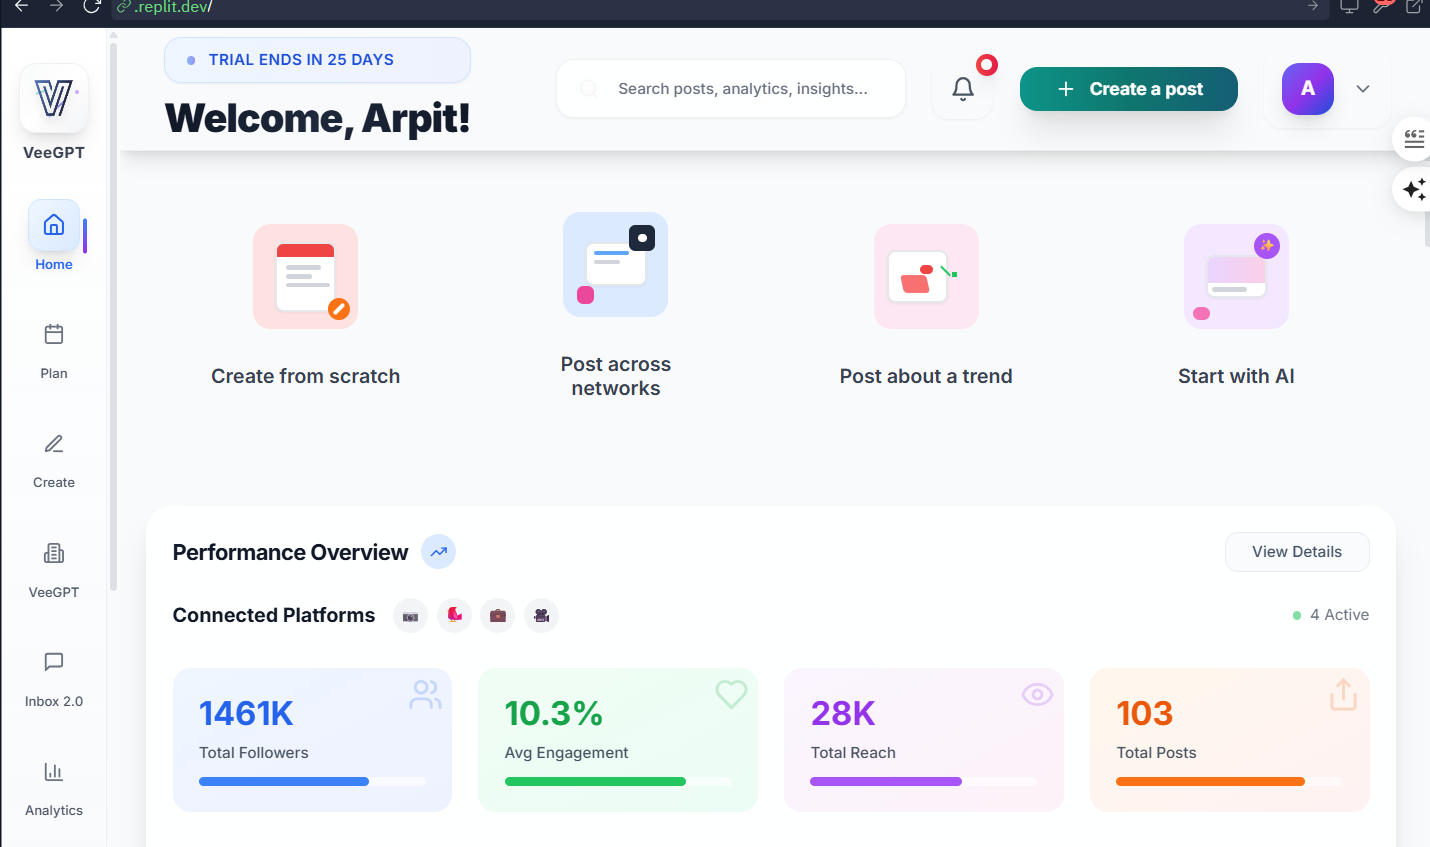 .replit.dev/
TRIAL ENDS IN 25 DAYS
Welcome, Arpit!
Search posts, analytics, insights...
Create a post
A
VeeGPT
Home
Plan
Create
VeeGPT
Inbox 2.0
Analytics
Create from scratch
Post across
networks
Post about a trend
Start with AI
Performance Overview
View Details
Connected Platforms
4 Active
1461K
Total Followers
10.3%
Avg Engagement
28K
Total Reach
103
Total Posts